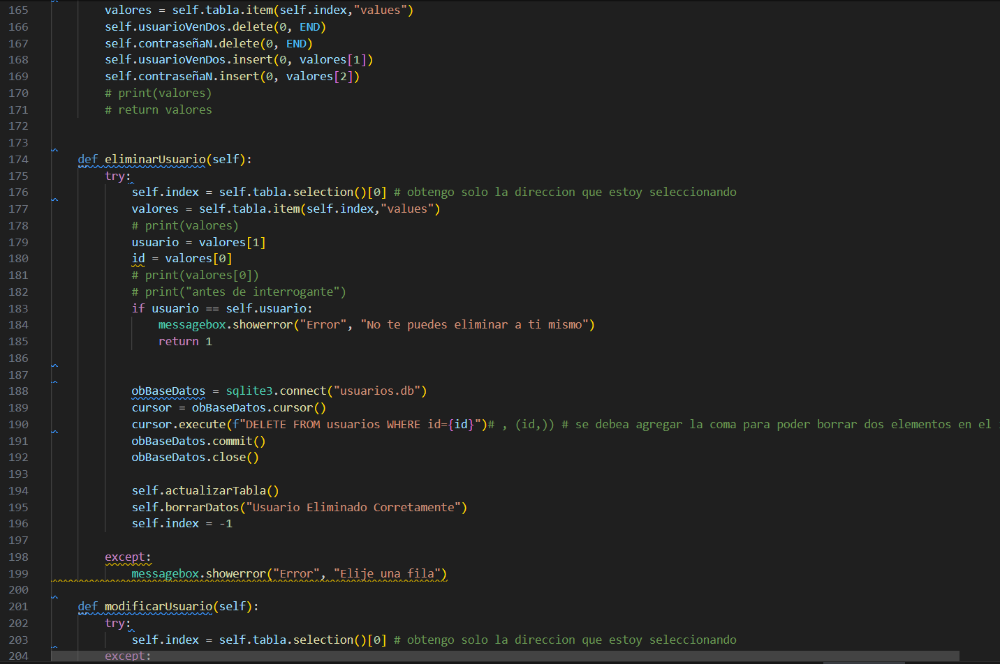 165 valores = self.tabla.item(self.index,"values")
166 self.usuarioVenDos.delete(0, END)
167 self.contraseñaN.delete(0, END)
168 self.usuarioVenDos.insert(0, valores[1])
169 self.contraseñaN.insert(0, valores[2])
170 # print(valores)
171 # return valores
172
173
174 def eliminarUsuario(self):
175 try:
176 self.index = self.tabla.selection()[0] # obtengo solo la direccion que estoy seleccionando
177 valores = self.tabla.item(self.index,"values")
178 # print(valores)
179 usuario = valores[1]
180 id = valores[0]
181 # print(valores[0])
182 # print("antes de interrogante")
183 if usuario == self.usuario:
184 messagebox.showerror("Error", "No te puedes eliminar a ti mismo")
185 return 1
186
187
188 obBaseDatos = sqlite3.connect("usuarios.db")
189 cursor = obBaseDatos.cursor()
190 cursor.execute(f"DELETE FROM usuarios WHERE id={id}")# , (id,)) # se debea agregar la coma para poder borrar dos elementos en el
191 obBaseDatos.commit()
192 obBaseDatos.close()
193
194 self.actualizarTabla()
195 self.borrarDatos("Usuario Eliminado Corretamente")
196 self.index = -1
197
198 except:
199 messagebox.showerror("Error", "Elije una fila")
200
201 def modificarUsuario(self):
202 try:
203 self.index = self.tabla.selection()[0] # obtengo solo la direccion que estoy seleccionando
204 except: